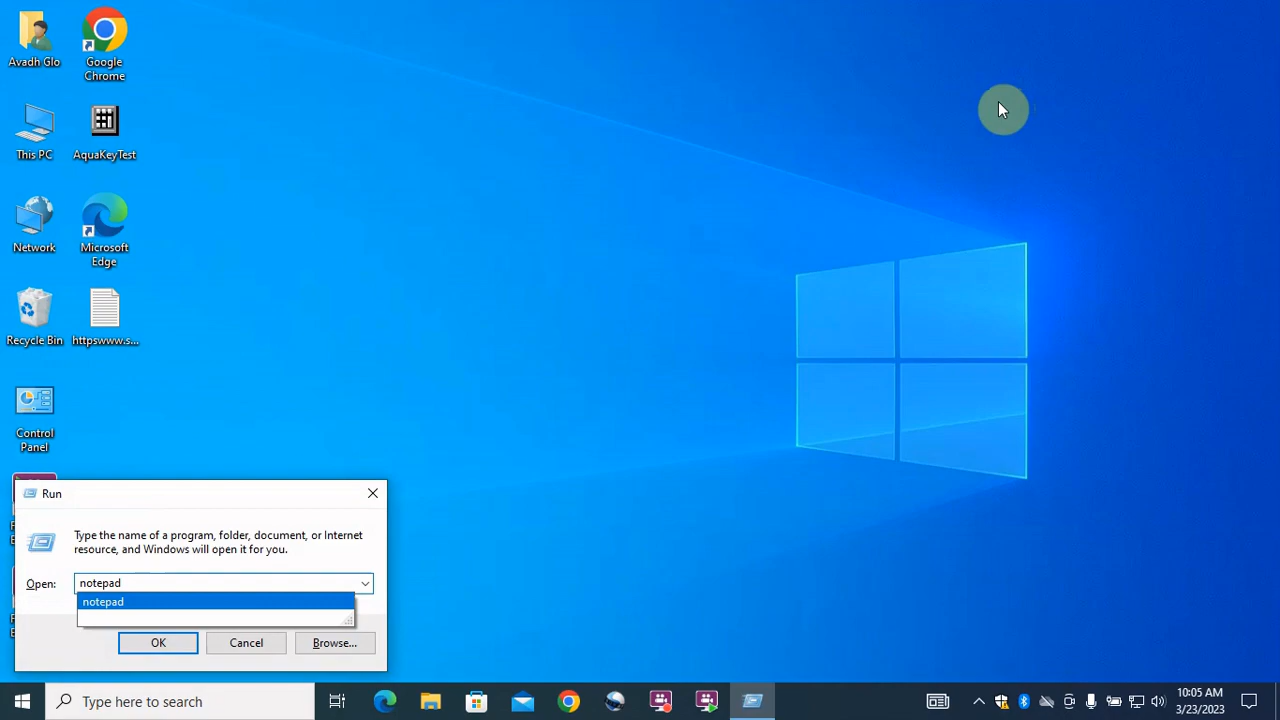 Avadh Glo
Google
Chrome
This PC
AquaKeyTest
Network
Microsoft
Edge
Recycle Bin
httpswww.s...
Control
Panel
Run
Type the name of a program, folder, document, or Internet
resource, and Windows will open it for you.
Open:
notepad
notepad
OK
Cancel
Browse...
Type here to search
10:05 AM
3/23/2023